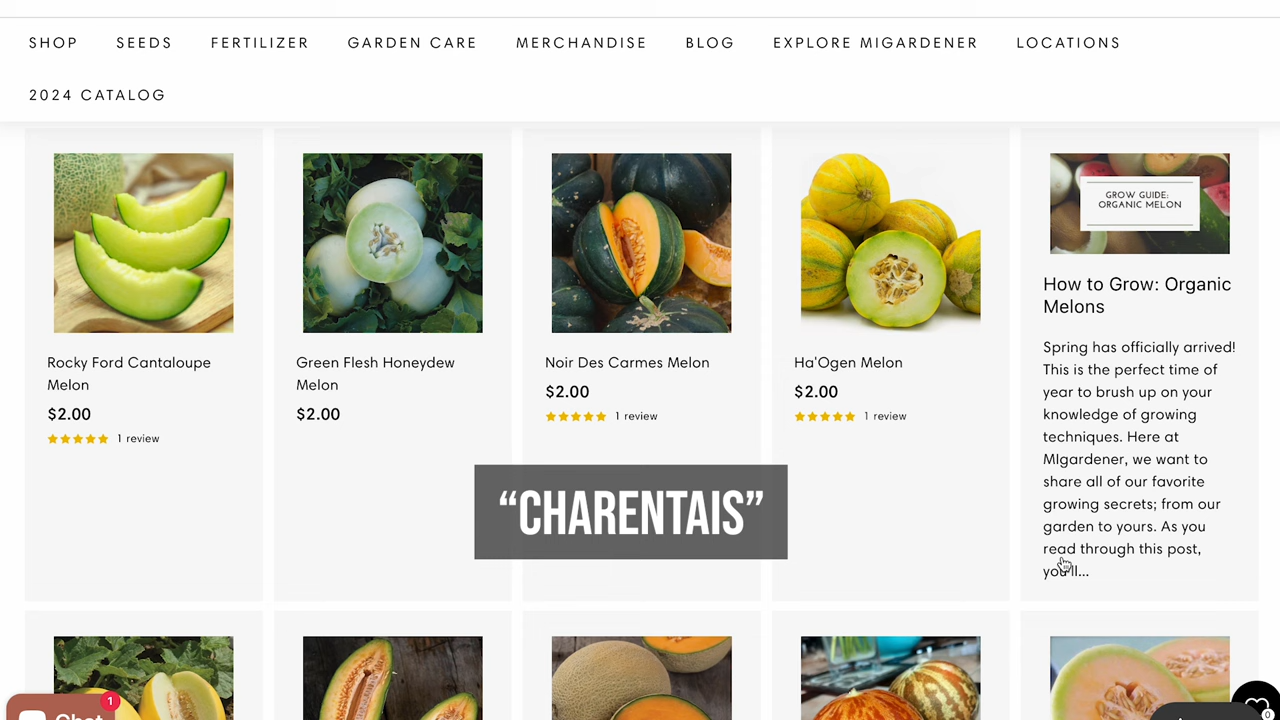 SHOP SEEDS FERTILIZER GARDEN CARE MERCHANDISE BLOG EXPLORE MIGARDENER LOCATIONS
2024 CATALOG
Rocky Ford Cantaloupe
Melon
$2.00
1 review
Green Flesh Honeydew
Melon
$2.00
Noir Des Carmes Melon
$2.00
1 review
Ha'Ogen Melon
$2.00
1 review
GROW GUIDE:
ORGANIC MELON
How to Grow: Organic
Melons
Spring has officially arrived!
This is the perfect time of
year to brush up on your
knowledge of growing
techniques. Here at
MIgardener, we want to
share all of our favorite
growing secrets; from our
garden to yours. As you
read through this post,
you'll...
“CHARENTAIS”
1
Chat
0